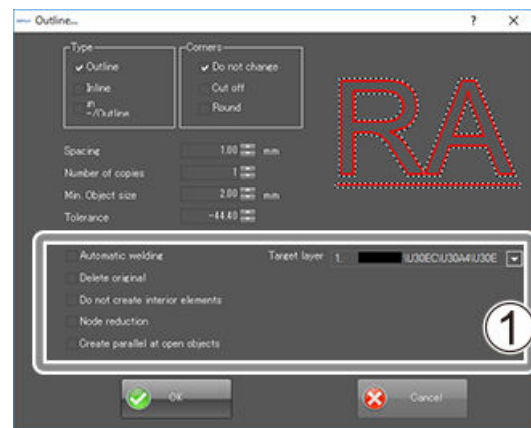 Outline...
? ×
Type
Outline
Inline
in
-/Outline
Corners
Do not change
Cut off
Round
RA
Spacing 1.00 mm
Number of copies 1
Min. Object size 2.00 mm
Tolerance -44.40
Automatic welding
Target layer 1. \U30EC\U30A4\U30E
Delete original
Do not create interior elements
Node reduction
Create parallel at open objects
1
OK
Cancel